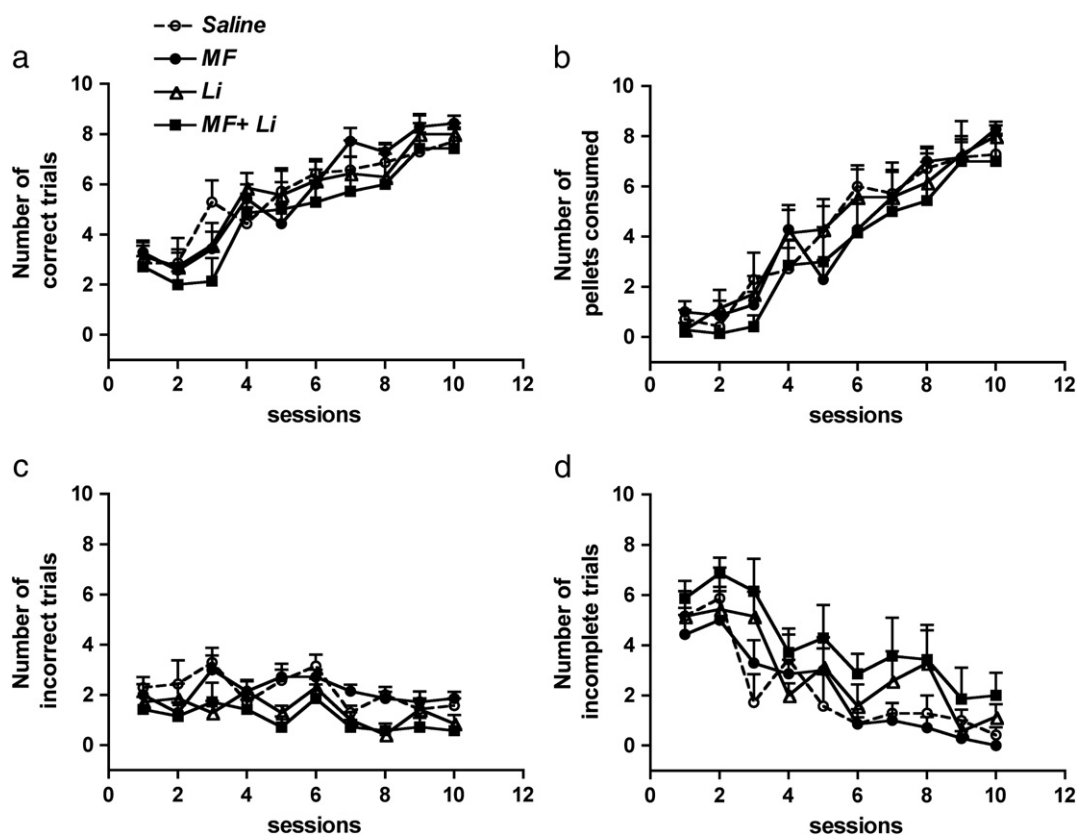 a
Saline
MF
Li
MF+ Li
Number of
correct trials
10
8
6
4
2
0
0 2 4 6 8 10 12
sessions
b
Number of
pellets consumed
10
8
6
4
2
0
0 2 4 6 8 10 12
sessions
c
Number of
incorrect trials
10
8
6
4
2
0
0 2 4 6 8 10 12
sessions
d
Number of
incomplete trials
10
8
6
4
2
0
0 2 4 6 8 10 12
sessions